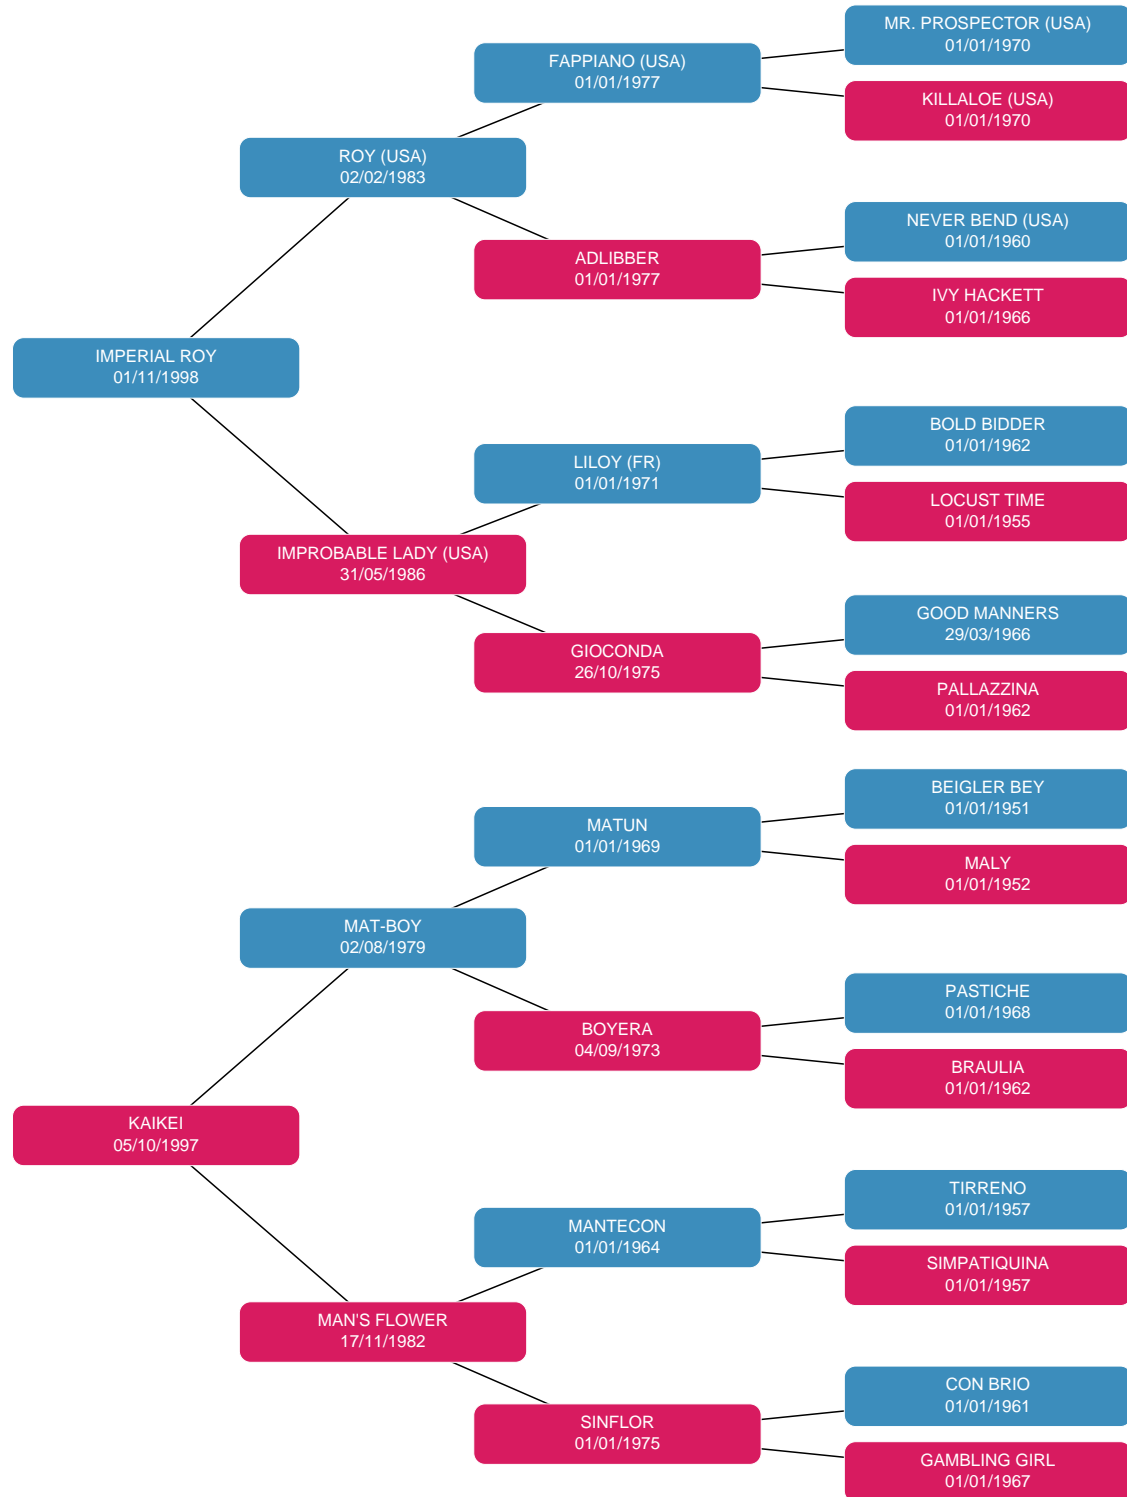 MR. PROSPECTOR (USA)
01/01/1970
FAPPIANO (USA)
01/01/1977
KILLALOE (USA)
01/01/1970
ROY (USA)
02/02/1983
NEVER BEND (USA)
01/01/1960
ADLIBBER
01/01/1977
IVY HACKETT
01/01/1966
IMPERIAL ROY
01/11/1998
BOLD BIDDER
01/01/1962
LILOY (FR)
01/01/1971
LOCUST TIME
01/01/1955
IMPROBABLE LADY (USA)
31/05/1986
GOOD MANNERS
29/03/1966
GIOCONDA
26/10/1975
PALLAZZINA
01/01/1962
BEIGLER BEY
01/01/1951
MATUN
01/01/1969
MALY
01/01/1952
MAT-BOY
02/08/1979
PASTICHE
01/01/1968
BOYERA
04/09/1973
BRAULIA
01/01/1962
KAIKEI
05/10/1997
TIRRENO
01/01/1957
MANTECON
01/01/1964
SIMPATIQUINA
01/01/1957
MAN'S FLOWER
17/11/1982
CON BRIO
01/01/1961
SINFLOR
01/01/1975
GAMBLING GIRL
01/01/1967